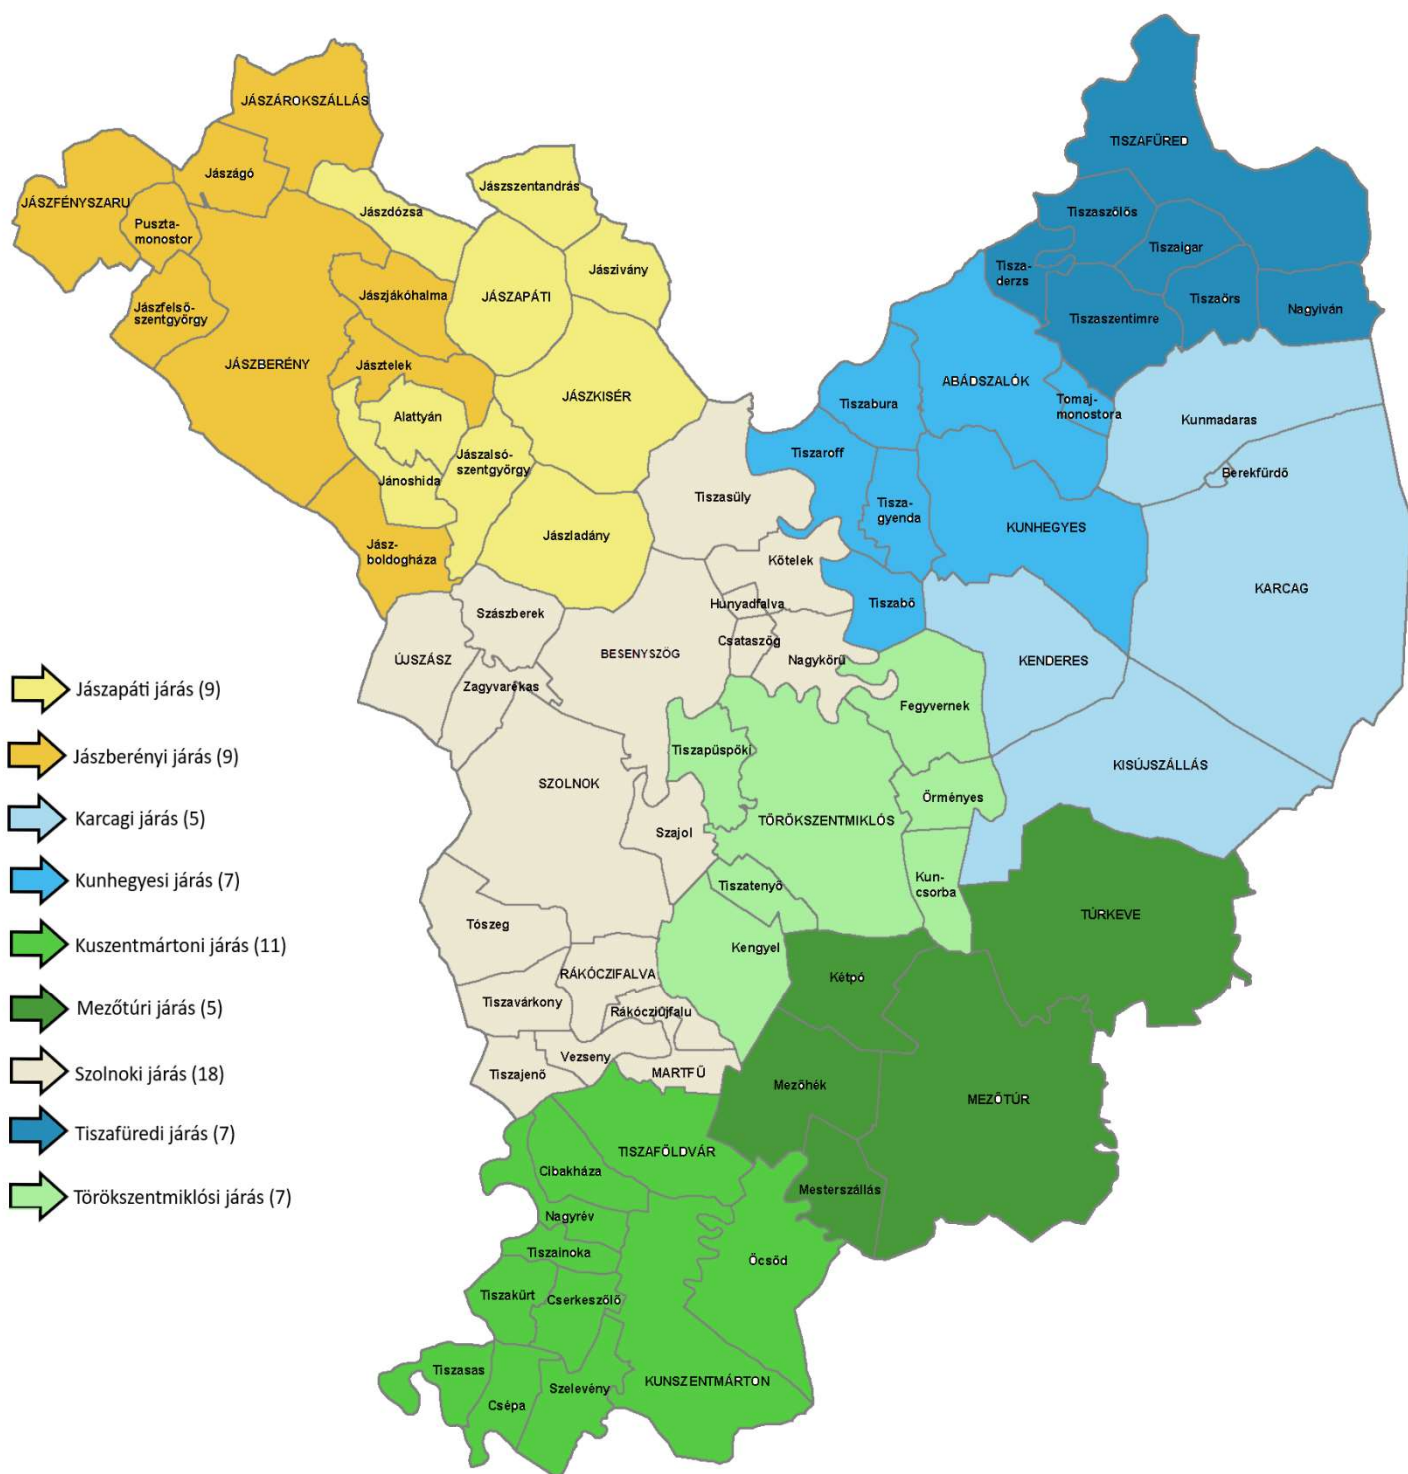 JÁSZÁROKSZÁLLÁS
TISZAFÜRED
Jászágó
Jászszentandrás
JÁSZFÉNYSZARU
Jászdózsa
Tiszaszőlős
Puszta-
monostor
Tiszaigar
Jászivány
Tisza-
derzs
JÁSZAPÁTI
Jászjákóhalma
Tiszaörs
Nagyiván
Jászfelső-
szentgyörgy
Tiszaszentimre
JÁSZBERÉNY
Jásztelek
ABÁDSZALÓK
JÁSZKISÉR
Tiszabura
Tomaj-
monostora
Alattyán
Kunmadaras
Tiszaroff
Jászalsó-
szentgyörgy
Berekfürdő
Jánoshida
Tiszasüly
Tisza-
gyenda
KUNHEGYES
Jászladány
Jász-
boldogháza
Kőtelek
KARCAG
Hunyadfalva
Tiszabő
Szászberek
Csataszög
BESENYSZÖG
ÚJSZÁSZ
Nagykörű
KENDERES
Zagyvarékas
Fegyvernek
Jászapáti járás (9)
Tiszapüspöki
Jászberényi járás (9)
KISÚJSZÁLLÁS
SZOLNOK
Örményes
Karcagi járás (5)
TÖRÖKSZENTMIKLÓS
Szajol
Kunhegyesi járás (7)
Tiszatenyő
Kun-
csorba
Tószeg
TÚRKEVE
Kuszentmártoni járás (11)
Kengyel
RÁKÓCZIFALVA
Kétpó
Mezőtúri járás (5)
Tiszavárkony
Rákócziújfalu
Vezseny
Szolnoki járás (18)
Tiszajenő
MARTFŰ
Mezőhék
MEZŐTÚR
Tiszafüredi járás (7)
TISZAFÖLDVÁR
Cibakháza
Törökszentmiklósi járás (7)
Mesterszállás
Nagyrév
Tiszainoka
Öcsöd
Tiszakürt
Cserkeszőlő
Tiszasas
KUNSZENTMÁRTON
Szelevény
Csépa